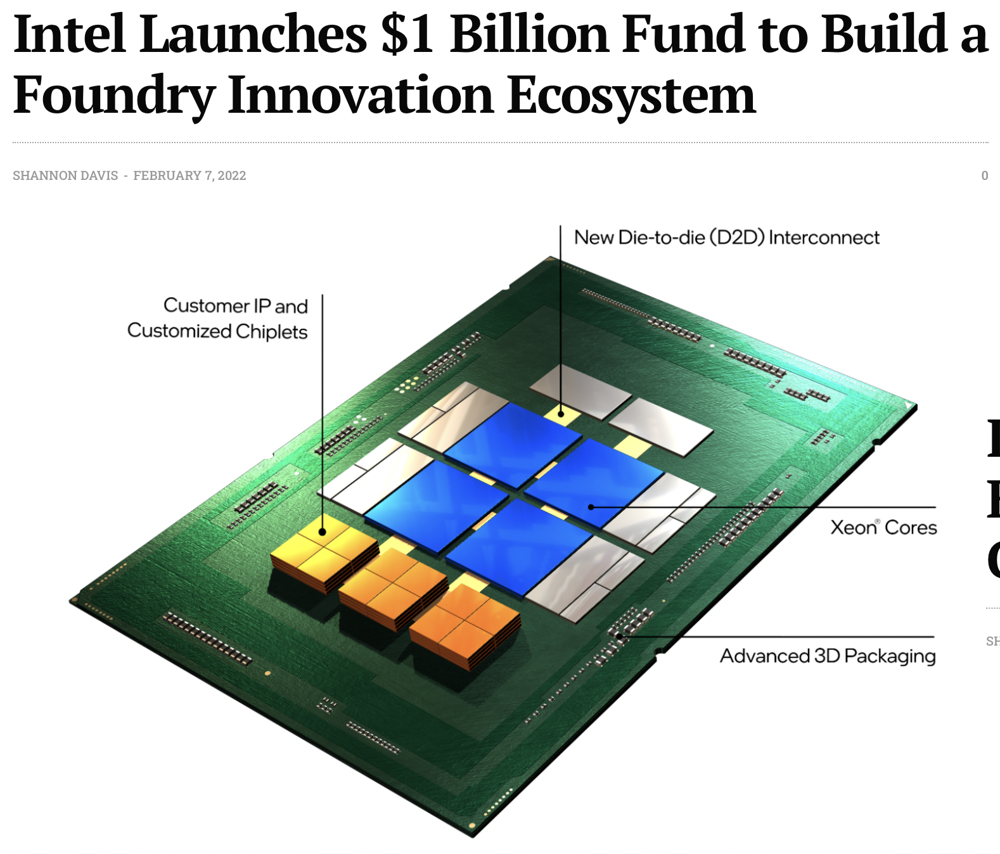 Intel Launches $1 Billion Fund to Build a
Foundry Innovation Ecosystem
SHANNON DAVIS - FEBRUARY 7, 2022
0
New Die-to-die (D2D) Interconnect
Customer IP and
Customized Chiplets
Xeon® Cores
Advanced 3D Packaging
SH